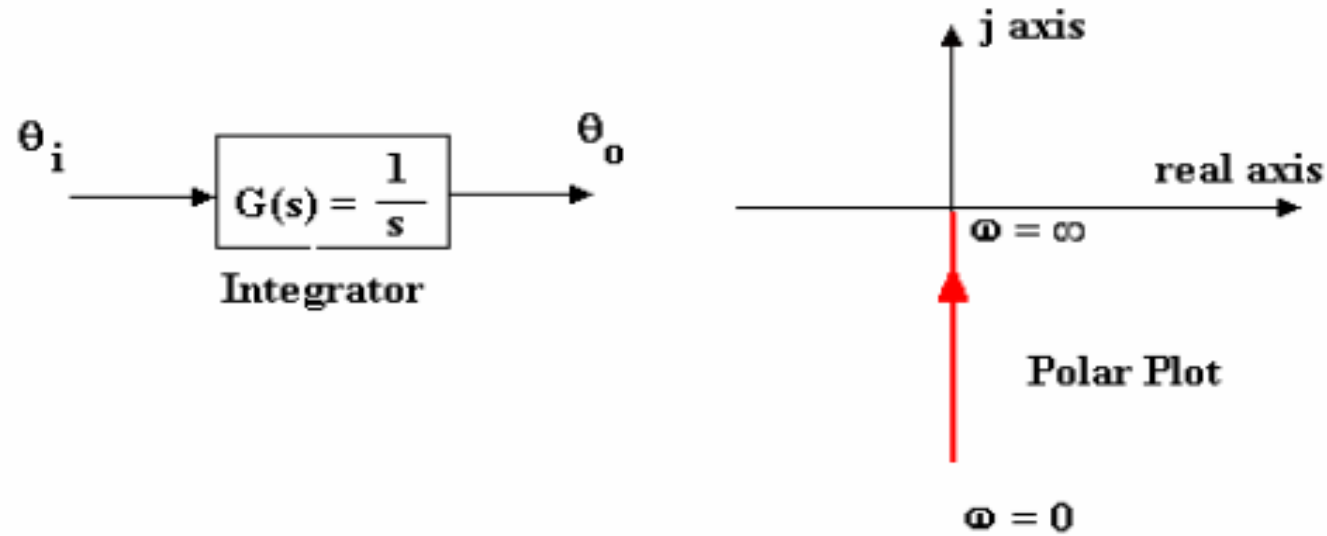 θi
G(s) = 1/s
θo
Integrator
j axis
real axis
ω = ∞
Polar Plot
ω = 0